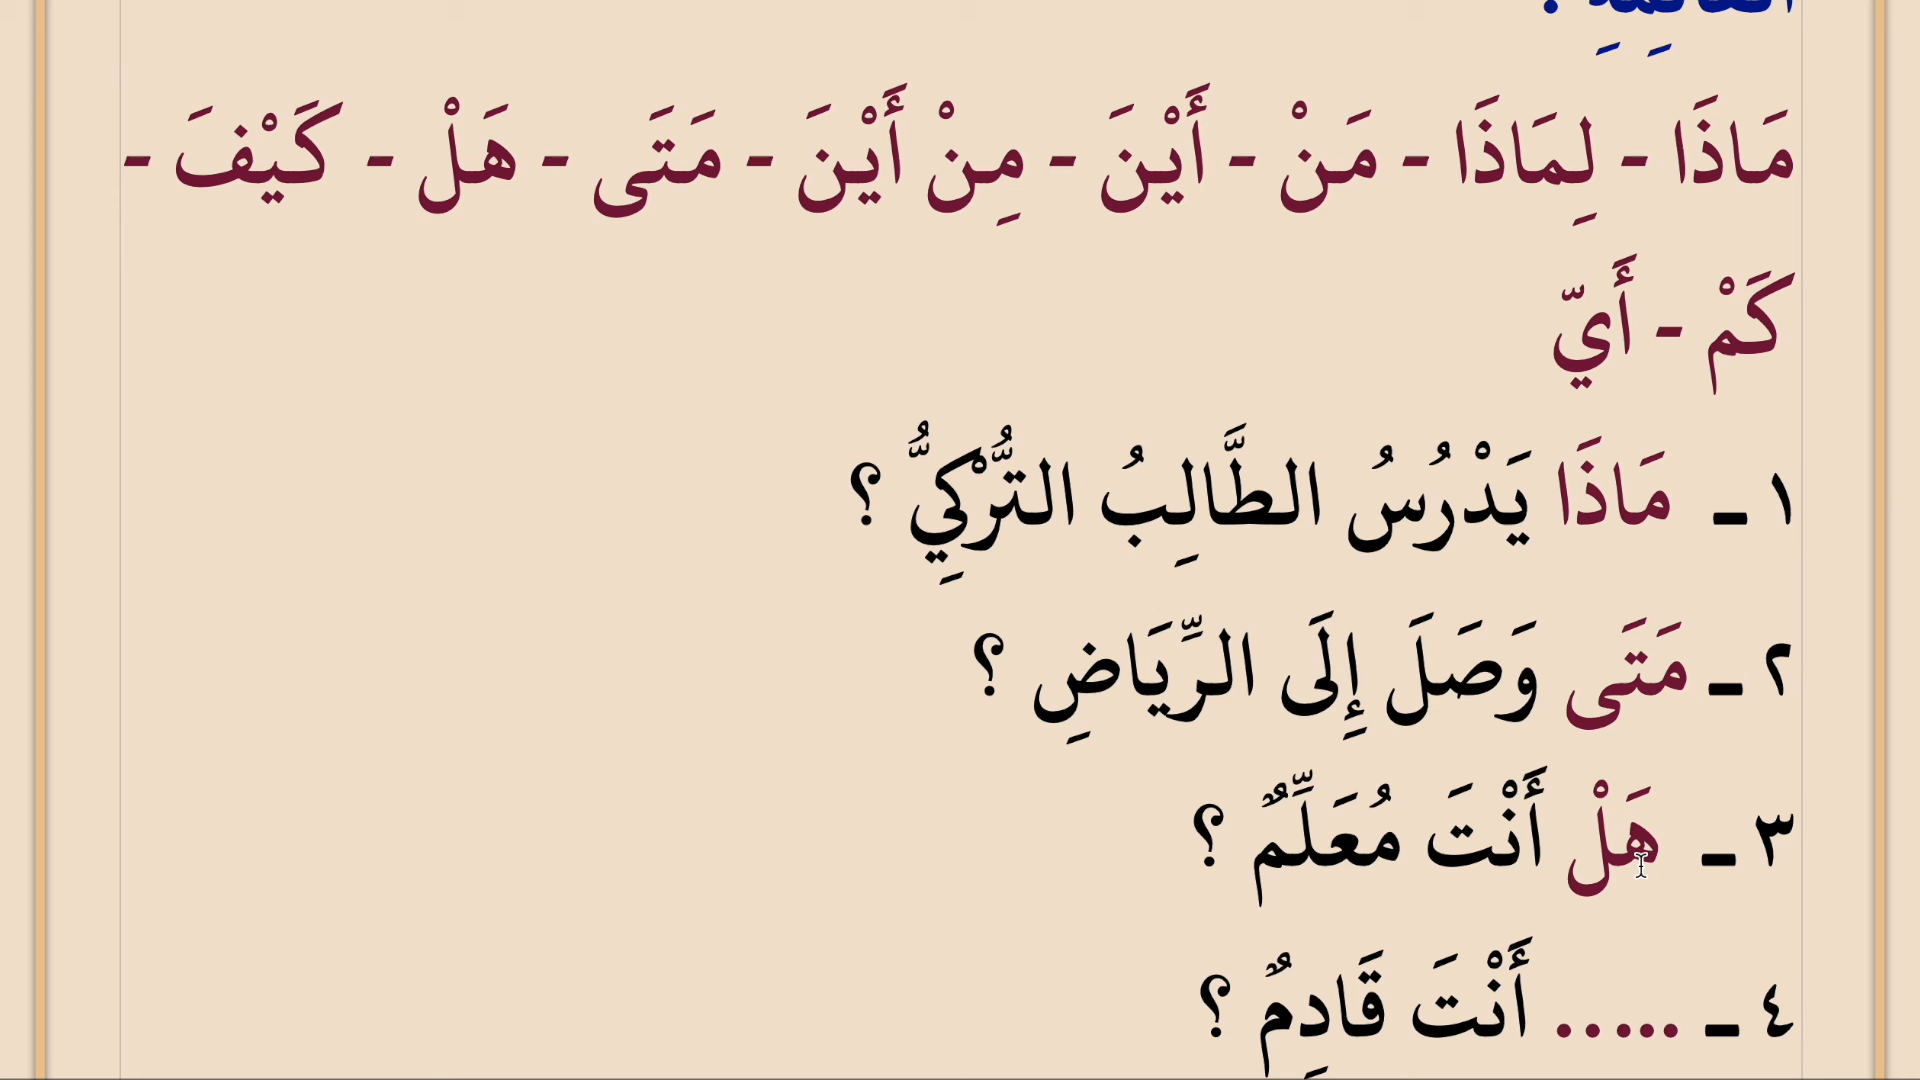 مَاذَا - لِمَاذَا - مَنْ - أَيْنَ - مِنْ أَيْنَ - مَتَى - هَلْ - كَيْفَ -
كَمْ - أَيّ
١ ـ مَاذَا يَدْرُسُ الطَّالِبُ التُّرْكِيُّ ؟
٢ ـ مَتَى وَصَلَ إِلَى الرِّيَاضِ ؟
٣ ـ هَلْ أَنْتَ مُعَلِّمٌ ؟
٤ ـ ..... أَنْتَ قَادِمٌ ؟